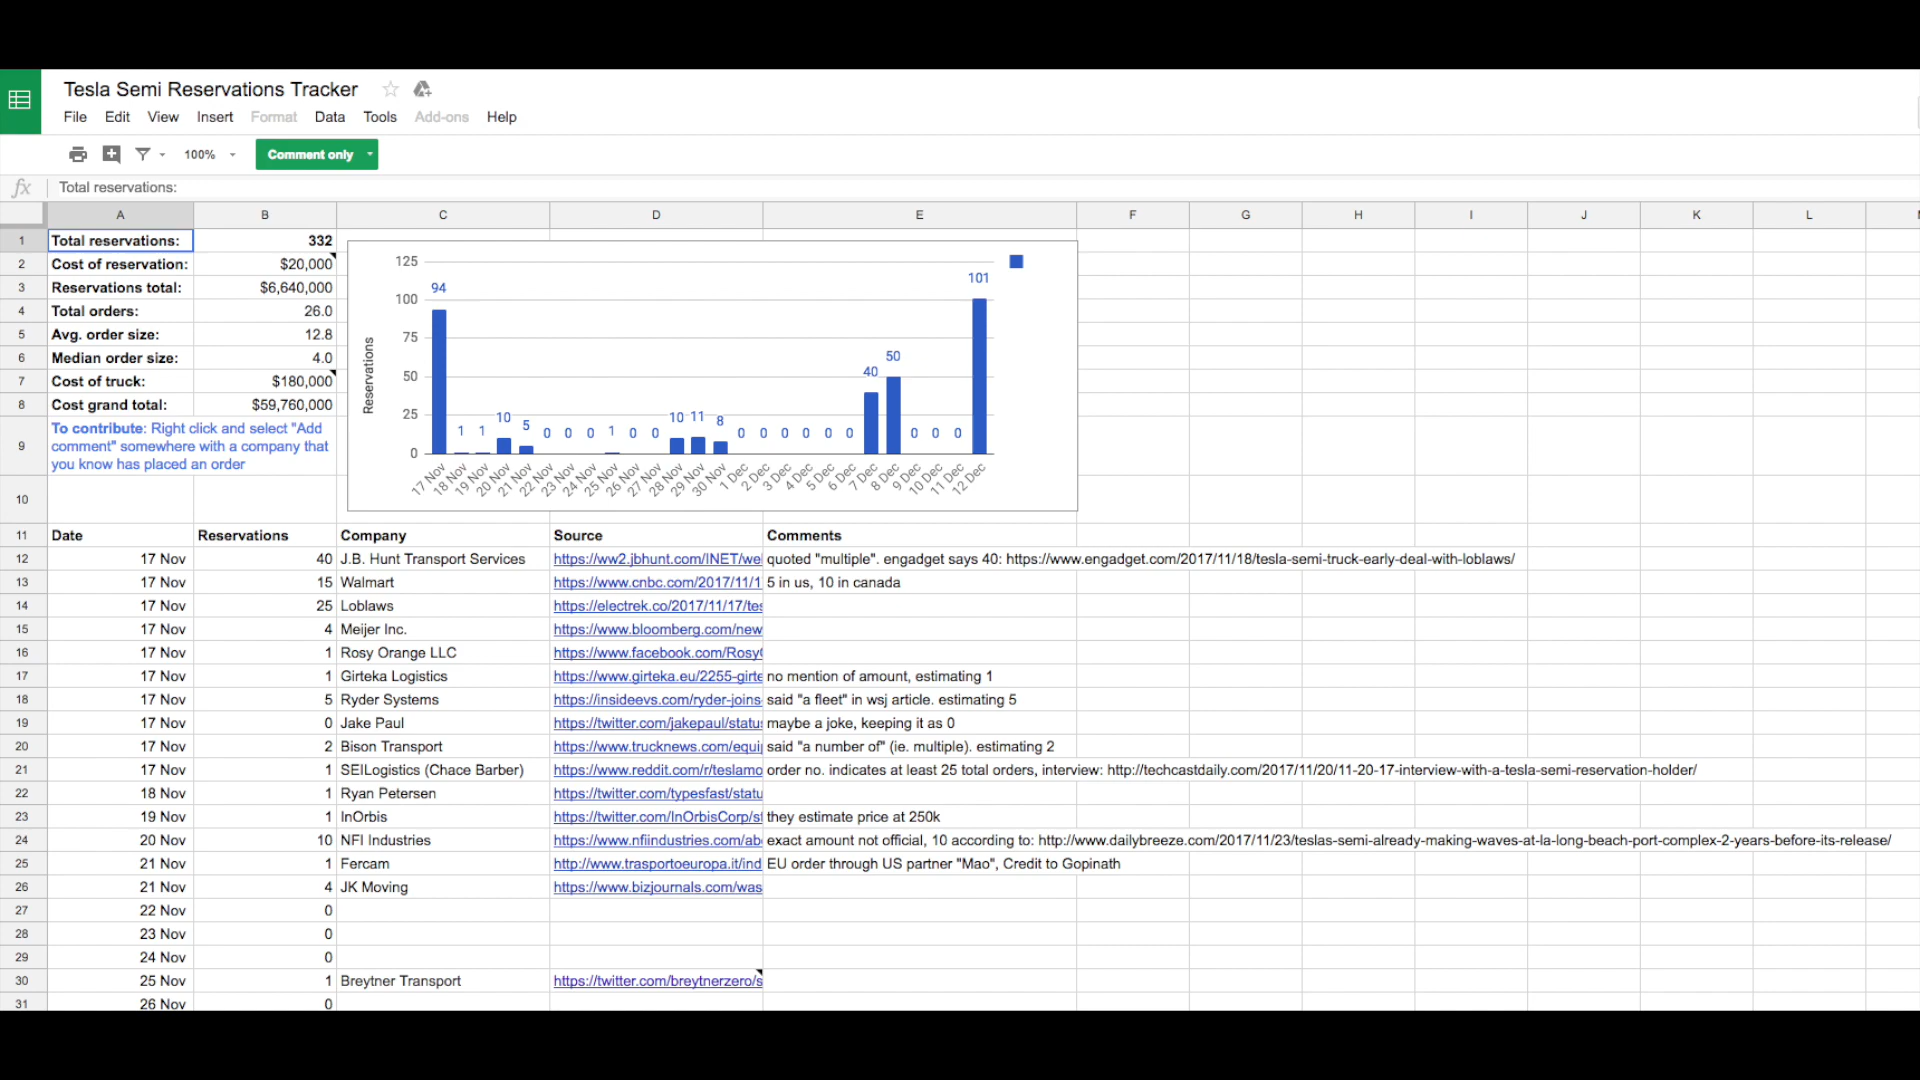 Tesla Semi Reservations Tracker
File Edit View Insert Format Data Tools Add-ons Help
100% Comment only
fx Total reservations:
A B C D E F G H I J K L
1 Total reservations: 332
2 Cost of reservation: $20,000
3 Reservations total: $6,640,000
4 Total orders: 26.0
5 Avg. order size: 12.8
6 Median order size: 4.0
7 Cost of truck: $180,000
8 Cost grand total: $59,760,000
9 To contribute: Right click and select "Add
comment" somewhere with a company that
you know has placed an order
10
Reservations
125
100
75
50
25
0
94 1 1 10 5 0 0 0 1 0 0 10 11 8 0 0 0 0 0 0 40 50 0 0 0 101
17 Nov 18 Nov 19 Nov 20 Nov 21 Nov 22 Nov 23 Nov 24 Nov 25 Nov 26 Nov 27 Nov 28 Nov 29 Nov 30 Nov 1 Dec 2 Dec 3 Dec 4 Dec 5 Dec 6 Dec 7 Dec 8 Dec 9 Dec 10 Dec 11 Dec 12 Dec
11 Date Reservations Company Source Comments
12 17 Nov 40 J.B. Hunt Transport Services https://ww2.jbhunt.com/INET/we quoted "multiple". engadget says 40: https://www.engadget.com/2017/11/18/tesla-semi-truck-early-deal-with-loblaws/
13 17 Nov 15 Walmart https://www.cnbc.com/2017/11/1 5 in us, 10 in canada
14 17 Nov 25 Loblaws https://electrek.co/2017/11/17/tes
15 17 Nov 4 Meijer Inc. https://www.bloomberg.com/new
16 17 Nov 1 Rosy Orange LLC https://www.facebook.com/Rosy
17 17 Nov 1 Girteka Logistics https://www.girteka.eu/2255-girte no mention of amount, estimating 1
18 17 Nov 5 Ryder Systems https://insideevs.com/ryder-joins- said "a fleet" in wsj article. estimating 5
19 17 Nov 0 Jake Paul https://twitter.com/jakepaul/statu maybe a joke, keeping it as 0
20 17 Nov 2 Bison Transport https://www.trucknews.com/equi said "a number of" (ie. multiple). estimating 2
21 17 Nov 1 SEILogistics (Chace Barber) https://www.reddit.com/r/teslamo order no. indicates at least 25 total orders, interview: http://techcastdaily.com/2017/11/20/11-20-17-interview-with-a-tesla-semi-reservation-holder/
22 18 Nov 1 Ryan Petersen https://twitter.com/typesfast/statu
23 19 Nov 1 InOrbis https://twitter.com/InOrbisCorp/st they estimate price at 250k
24 20 Nov 10 NFI Industries https://www.nfiindustries.com/ab exact amount not official, 10 according to: http://www.dailybreeze.com/2017/11/23/teslas-semi-already-making-waves-at-la-long-beach-port-complex-2-years-before-its-release/
25 21 Nov 1 Fercam http://www.trasportoeuropa.it/ind EU order through US partner "Mao", Credit to Gopinath
26 21 Nov 4 JK Moving https://www.bizjournals.com/was
27 22 Nov 0
28 23 Nov 0
29 24 Nov 0
30 25 Nov 1 Breytner Transport https://twitter.com/breytnerzero/s
31 26 Nov 0